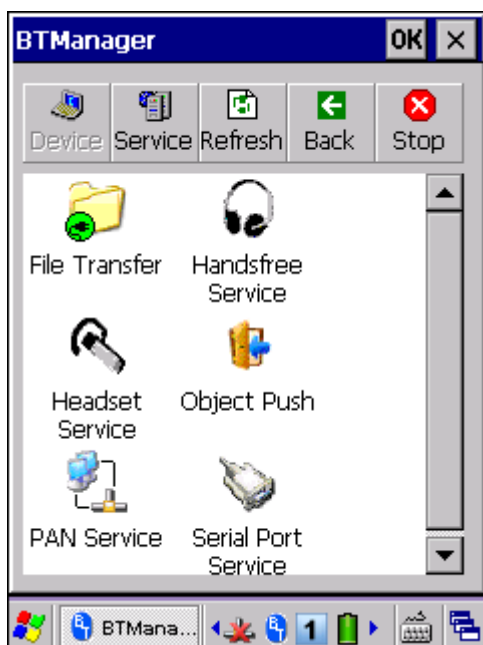 BTManager OK
Device Service Refresh Back Stop
File Transfer Handsfree
Service
Headset Object Push
Service
PAN Service Serial Port
Service
BTMana... 1